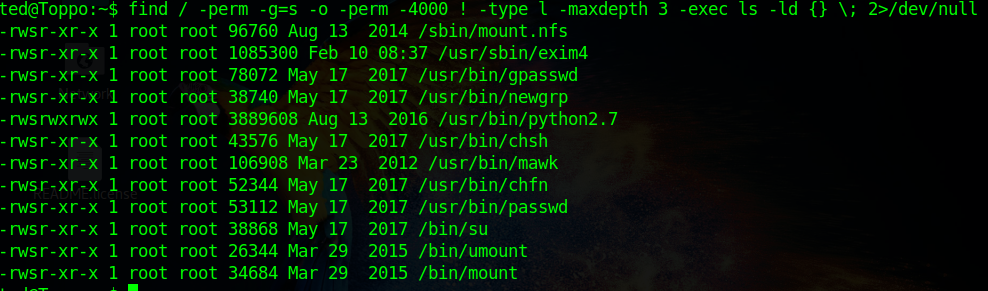 ted@Toppo:~$ find / -perm -g=s -o -perm -4000 ! -type l -maxdepth 3 -exec ls -ld {} \; 2>/dev/null
-rwsr-xr-x 1 root root 96760 Aug 13  2014 /sbin/mount.nfs
-rwsr-xr-x 1 root root 1085300 Feb 10 08:37 /usr/sbin/exim4
-rwsr-xr-x 1 root root 78072 May 17  2017 /usr/bin/gpasswd
-rwsr-xr-x 1 root root 38740 May 17  2017 /usr/bin/newgrp
-rwsrwxrwx 1 root root 3889608 Aug 13  2016 /usr/bin/python2.7
-rwsr-xr-x 1 root root 43576 May 17  2017 /usr/bin/chsh
-rwsr-xr-x 1 root root 106908 Mar 23  2012 /usr/bin/mawk
-rwsr-xr-x 1 root root 52344 May 17  2017 /usr/bin/chfn
-rwsr-xr-x 1 root root 53112 May 17  2017 /usr/bin/passwd
-rwsr-xr-x 1 root root 38868 May 17  2017 /bin/su
-rwsr-xr-x 1 root root 26344 Mar 29  2015 /bin/umount
-rwsr-xr-x 1 root root 34684 Mar 29  2015 /bin/mount
ted@Toppo:~$